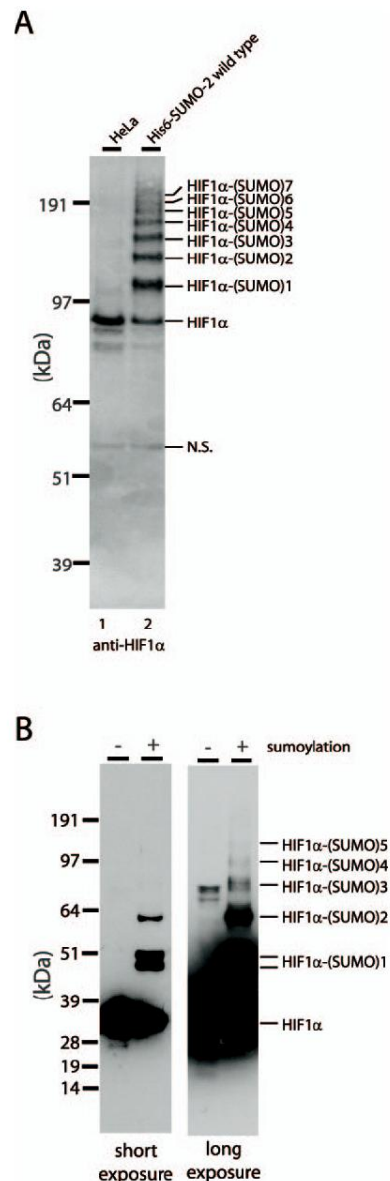 A
HeLa
His6-SUMO-2 wild type
191
97
64
51
39
(kDa)
HIF1α-(SUMO)7
HIF1α-(SUMO)6
HIF1α-(SUMO)5
HIF1α-(SUMO)4
HIF1α-(SUMO)3
HIF1α-(SUMO)2
HIF1α-(SUMO)1
HIF1α
N.S.
1 2
anti-HIF1α
B
- + - + sumoylation
191
97
64
51
39
28
19
14
(kDa)
HIF1α-(SUMO)5
HIF1α-(SUMO)4
HIF1α-(SUMO)3
HIF1α-(SUMO)2
HIF1α-(SUMO)1
HIF1α
short long
exposure exposure